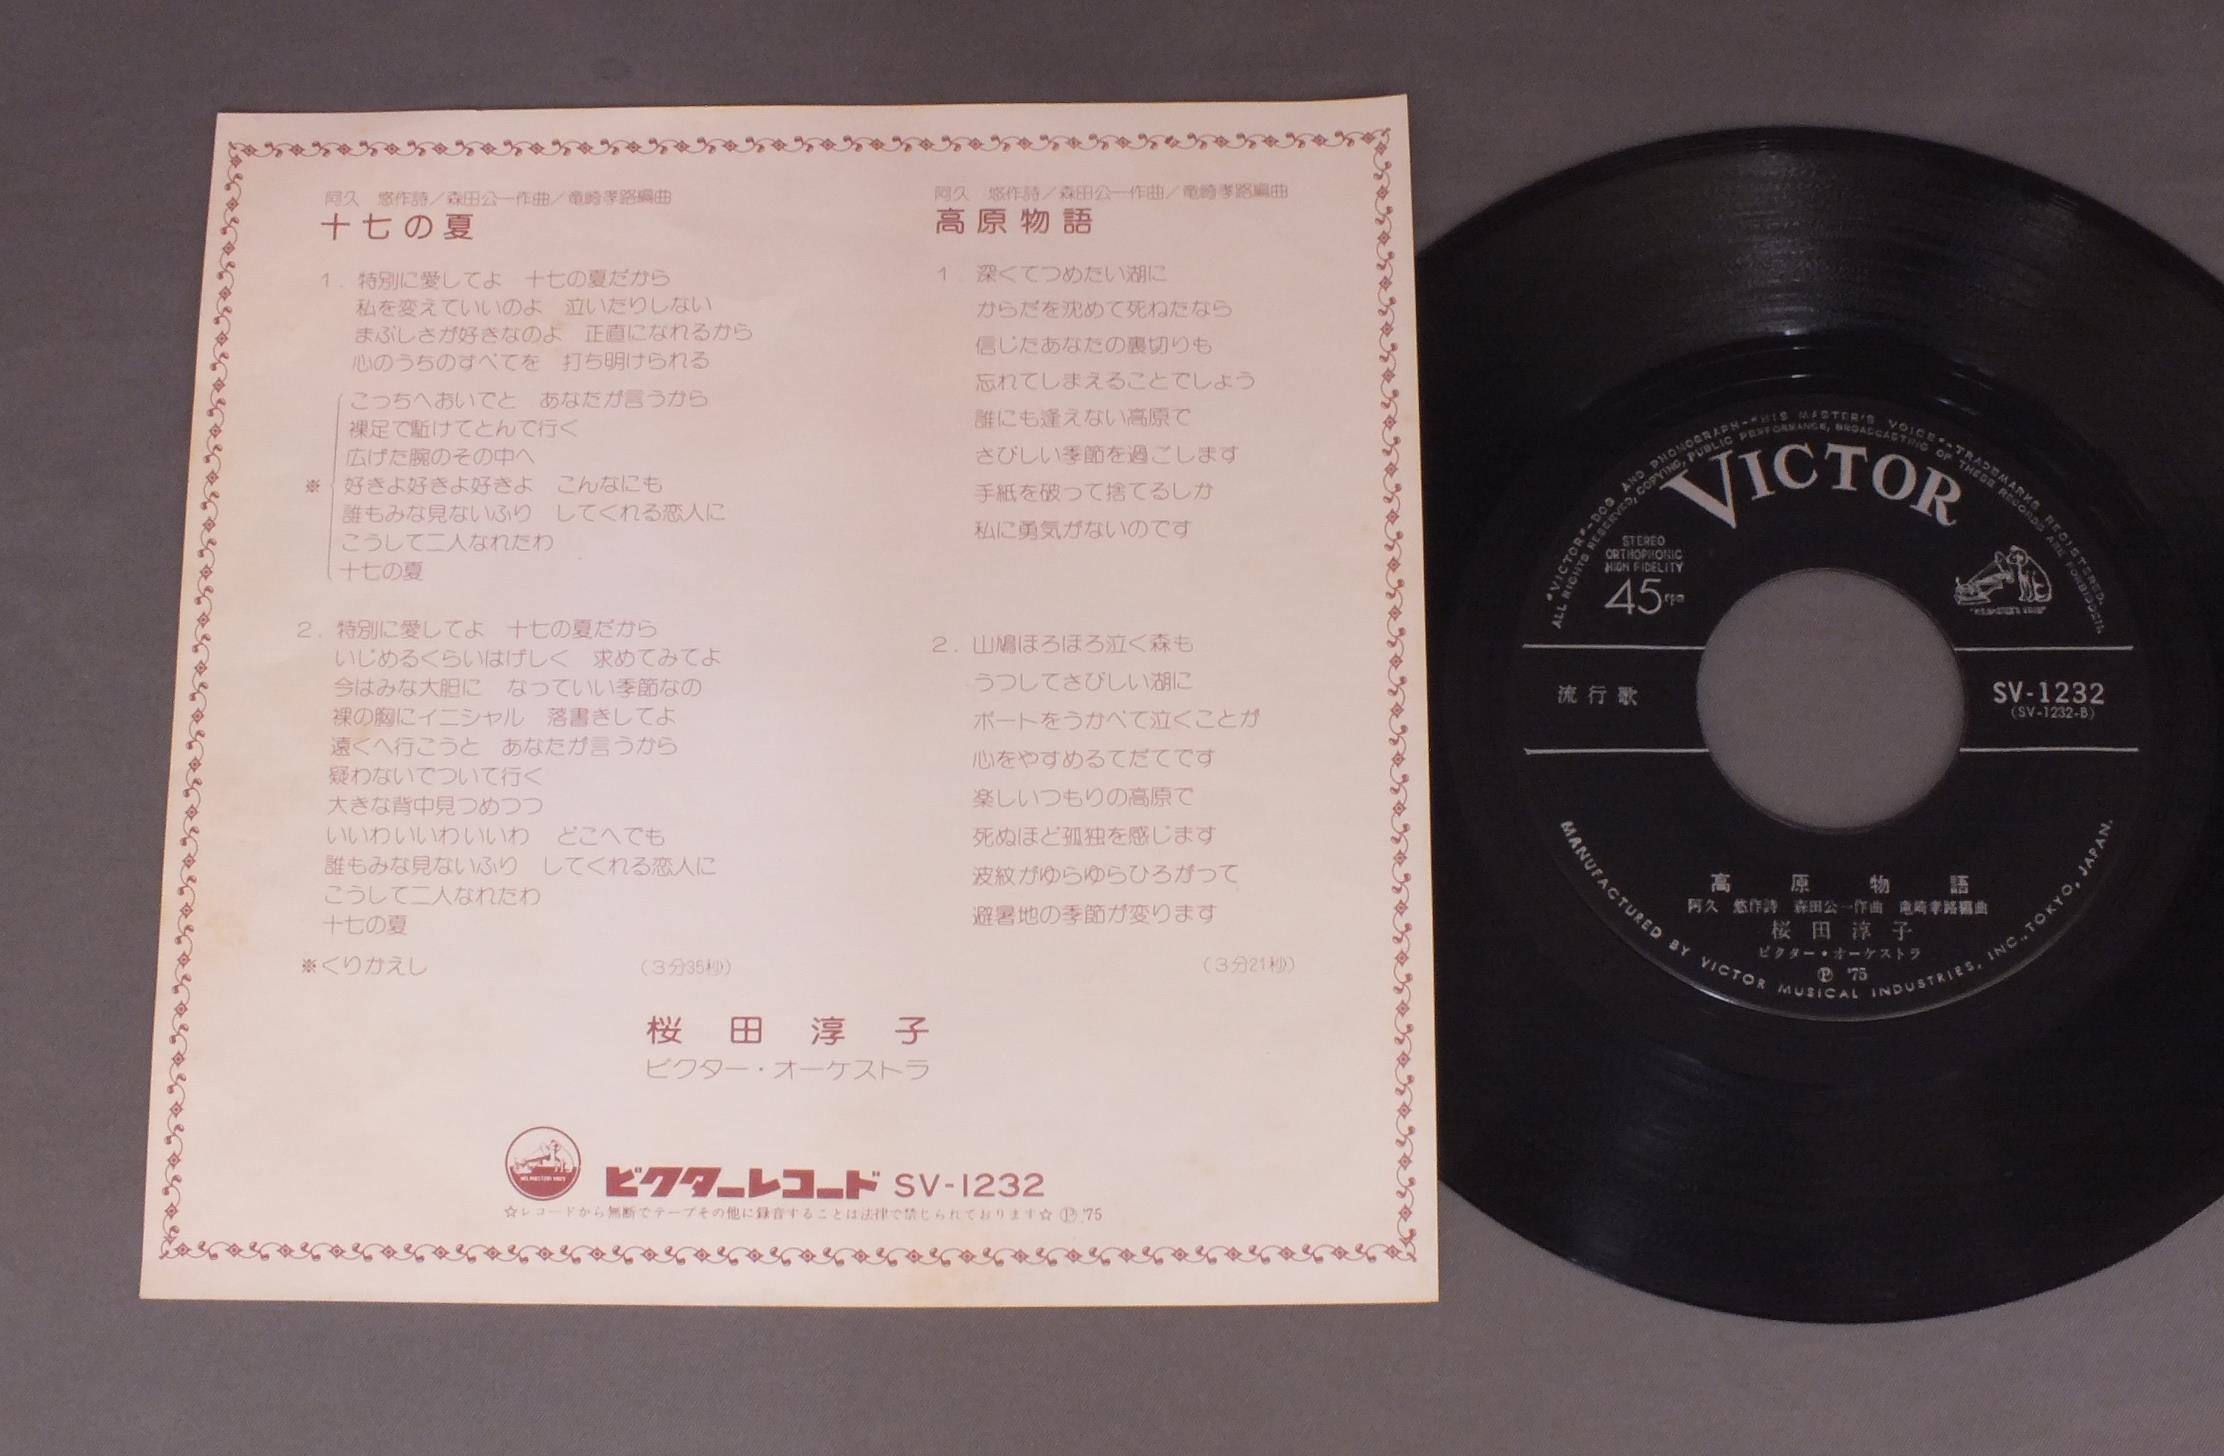 阿久　悠作詩／森田公一作曲／竜崎孝路編曲
十七の夏
1. 特別に愛してよ　十七の夏だから
私を変えていいのよ　泣いたりしない
まぶしさが好きなのよ　正直になれるから
心のうちのすべてを　打ち明けられる
こっちへおいでと　あなたが言うから
裸足で駈けてとんで行く
広げた腕のその中へ
※ 好きよ好きよ好きよ　こんなにも
誰もみな見ないふり　してくれる恋人に
こうして二人なれたわ
十七の夏
2. 特別に愛してよ　十七の夏だから
いじめるくらいはげしく　求めてみてよ
今はみな大胆に　なっていい季節なの
裸の胸にイニシャル　落書きしてよ
遠くへ行こうと　あなたが言うから
疑わないでついて行く
大きな背中見つめつつ
いいわいいわいいわ　どこへでも
誰もみな見ないふり　してくれる恋人に
こうして二人なれたわ
十七の夏
※くりかえし　（3分35秒）
阿久　悠作詩／森田公一作曲／竜崎孝路編曲
高原物語
1. 深くてつめたい湖に
からだを沈めて死ねたなら
信じたあなたの裏切りも
忘れてしまえることでしょう
誰にも逢えない高原で
さびしい季節を過ごします
手紙を破って捨てるしか
私に勇気がないのです
2. 山鳩ほろほろ泣く森も
うつしてさびしい湖に
ボートをうかべて泣くことが
心をやすめるてだてです
楽しいつもりの高原で
死ぬほど孤独を感じます
波紋がゆらゆらひろがって
避暑地の季節が変ります
（3分21秒）
桜田淳子
ビクター・オーケストラ
ビクターレコード SV-1232
☆レコードから無断でテープその他に録音することは法律で禁じられております☆ Ⓟ '75
"VICTOR"-DOG AND PHONOGRAPH-"HIS MASTER'S VOICE"-TRADEMARKS REGISTERED.
ALL RIGHTS RESERVED, COPYING, PUBLIC PERFORMANCE, BROADCASTING OF THESE RECORDS ARE FORBIDDEN.
VICTOR
STEREO
ORTHOPHONIC
HIGH FIDELITY
45 rpm
"HIS MASTER'S VOICE"
流行歌
SV-1232
(SV-1232-B)
高原物語
阿久　悠作詩　森田公一作曲　竜崎孝路編曲
桜田淳子
ビクター・オーケストラ
Ⓟ '75
MANUFACTURED BY VICTOR MUSICAL INDUSTRIES, INC., TOKYO, JAPAN.